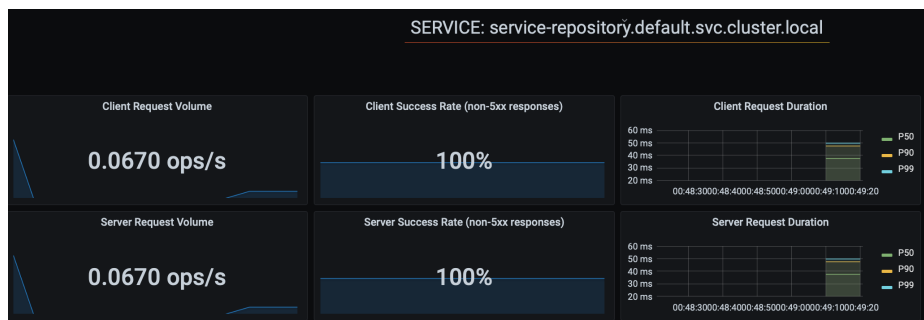 SERVICE: service-repository.default.svc.cluster.local
Client Request Volume
0.0670 ops/s
Client Success Rate (non-5xx responses)
100%
Client Request Duration
60 ms
50 ms
40 ms
30 ms
20 ms
00:48:3000:48:4000:48:5000:49:0000:49:1000:49:20
P50
P90
P99
Server Request Volume
0.0670 ops/s
Server Success Rate (non-5xx responses)
100%
Server Request Duration
60 ms
50 ms
40 ms
30 ms
20 ms
00:48:3000:48:4000:48:5000:49:0000:49:1000:49:20
P50
P90
P99